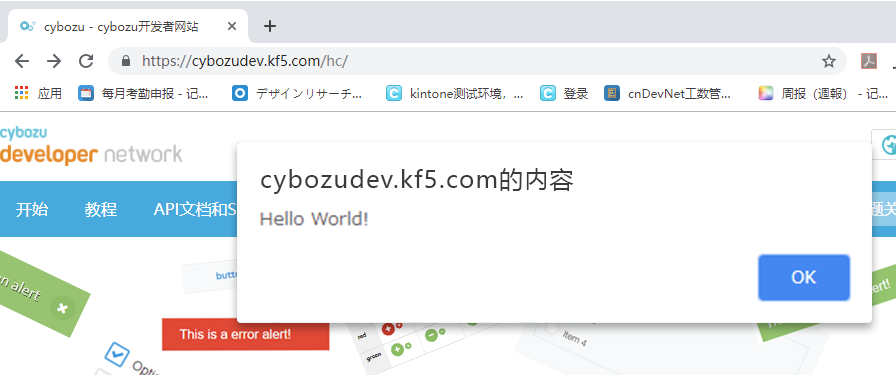 cybozu - cybozu开发者网站
https://cybozudev.kf5.com/hc/
应用 每月考勤申报 - 记... デザインリサーチ... kintone测试环境，... 登录 cnDevNet工数管... 周报（週報） - 记...
cybozu
developer network
cybozudev.kf5.com的内容
Hello World!
开始 教程 API文档和S 题关
OK
n alert
butt
This is a error alert!
red
green
Item 4
lert!